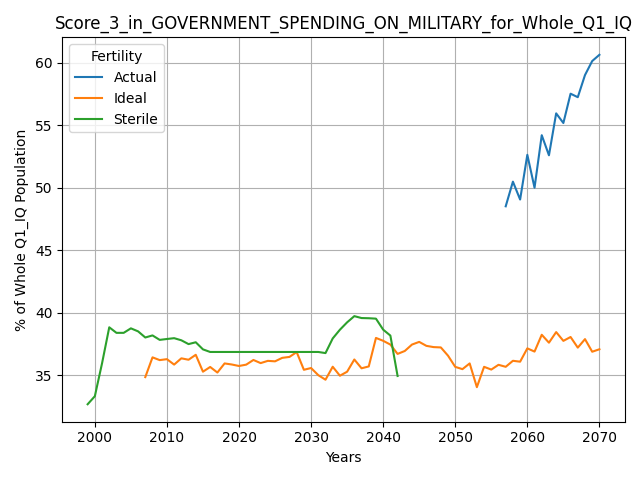 Score_3_in_GOVERNMENT_SPENDING_ON_MILITARY_for_Whole_Q1_IQ
Fertility
Actual
Ideal
Sterile
% of Whole Q1_IQ Population
60
55
50
45
40
35
2000 2010 2020 2030 2040 2050 2060 2070
Years